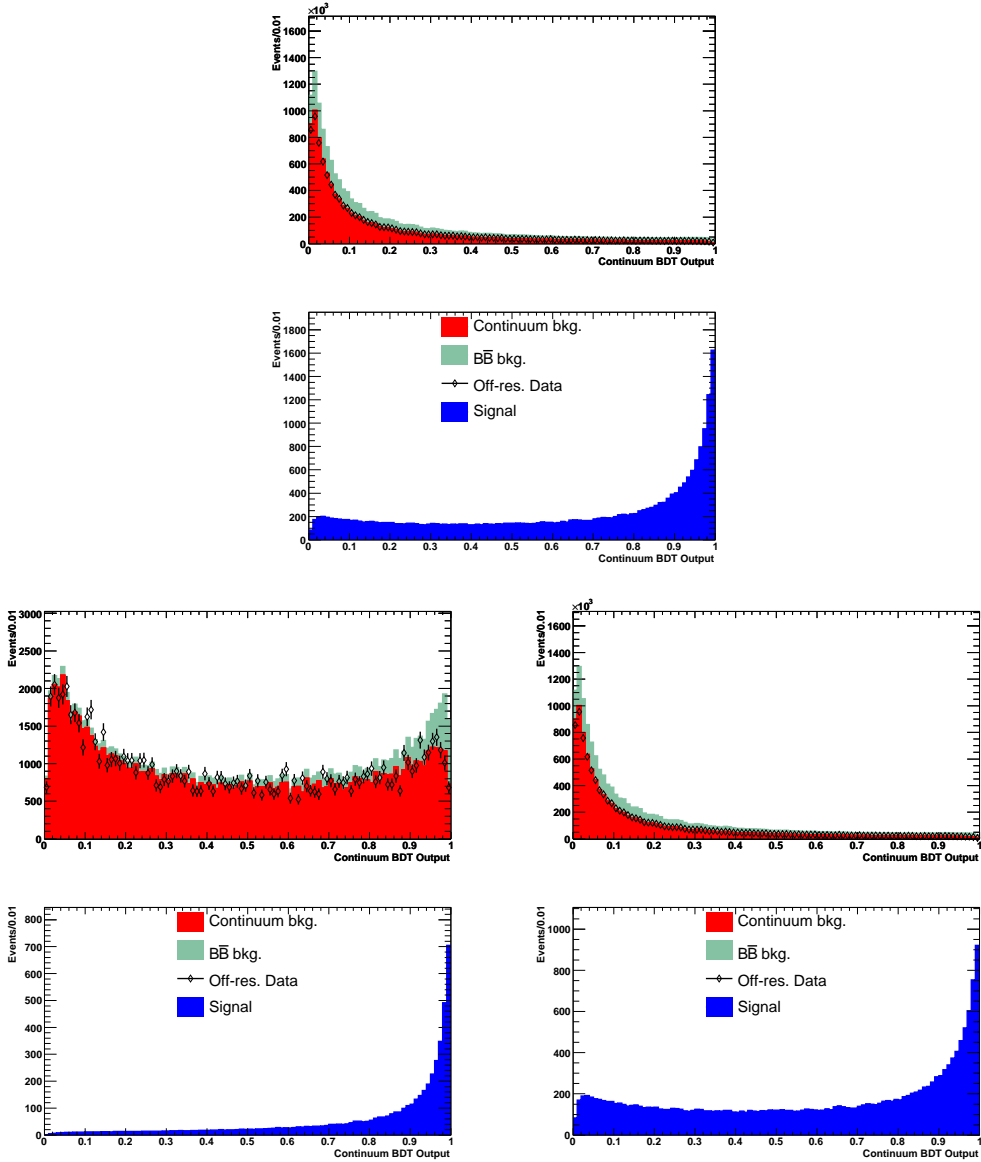 ×10³
Events/0.01
1600
1400
1200
1000
800
600
400
200
0
0 0.1 0.2 0.3 0.4 0.5 0.6 0.7 0.8 0.9 1
Continuum BDT Output
Events/0.01
1800
1600
1400
1200
1000
800
600
400
200
0
Continuum bkg.
BB̅ bkg.
Off-res. Data
Signal
0 0.1 0.2 0.3 0.4 0.5 0.6 0.7 0.8 0.9 1
Continuum BDT Output
Events/0.01
3000
2500
2000
1500
1000
500
0
0 0.1 0.2 0.3 0.4 0.5 0.6 0.7 0.8 0.9 1
Continuum BDT Output
×10³
Events/0.01
1600
1400
1200
1000
800
600
400
200
0
0 0.1 0.2 0.3 0.4 0.5 0.6 0.7 0.8 0.9 1
Continuum BDT Output
Events/0.01
800
700
600
500
400
300
200
100
0
Continuum bkg.
BB̅ bkg.
Off-res. Data
Signal
0 0.1 0.2 0.3 0.4 0.5 0.6 0.7 0.8 0.9 1
Continuum BDT Output
Events/0.01
1000
800
600
400
200
0
Continuum bkg.
BB̅ bkg.
Off-res. Data
Signal
0 0.1 0.2 0.3 0.4 0.5 0.6 0.7 0.8 0.9 1
Continuum BDT Output